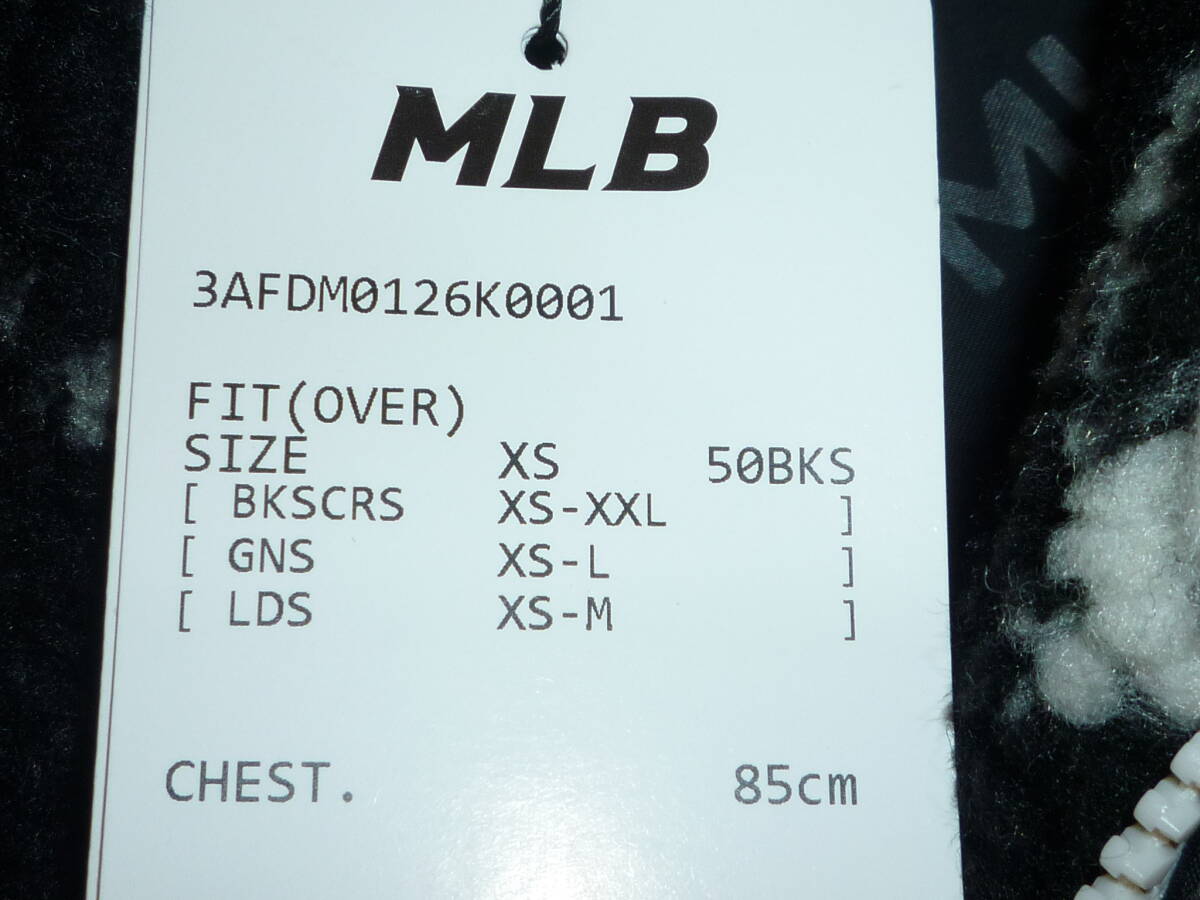 MLB
3AFDM0126K0001
FIT(OVER)
SIZE XS 50BKS
[ BKSCRS XS-XXL ]
[ GNS XS-L ]
[ LDS XS-M ]
CHEST. 85cm